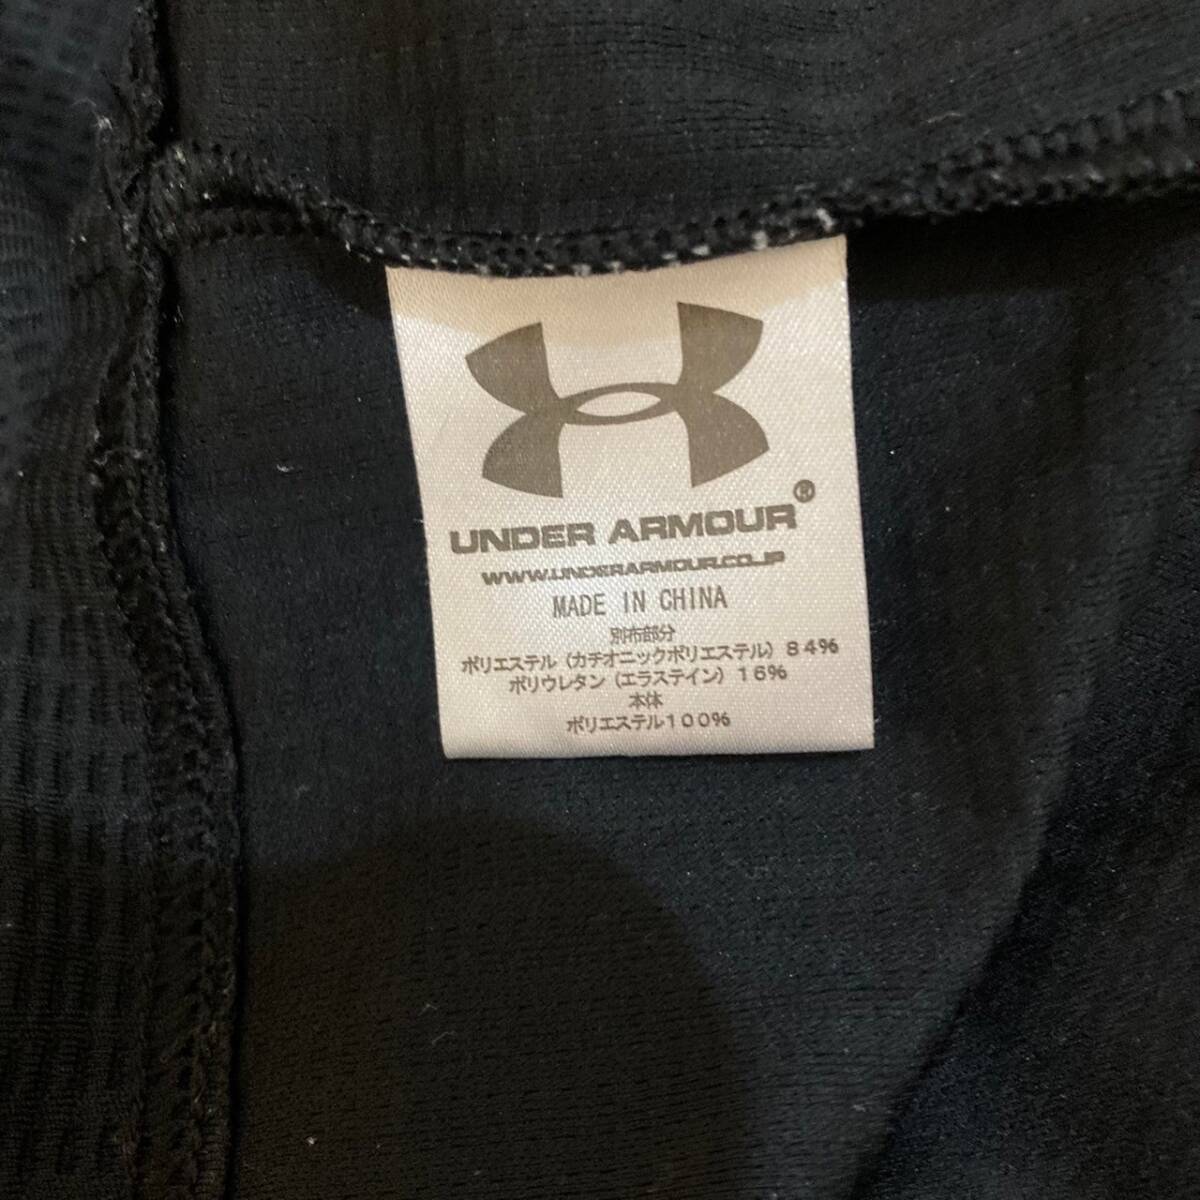 UNDER ARMOUR®
WWW.UNDERARMOUR.CO.JP
MADE IN CHINA
別布部分
ポリエステル(カチオニックポリエステル)84%
ポリウレタン(エラステイン)16%
本体
ポリエステル100%